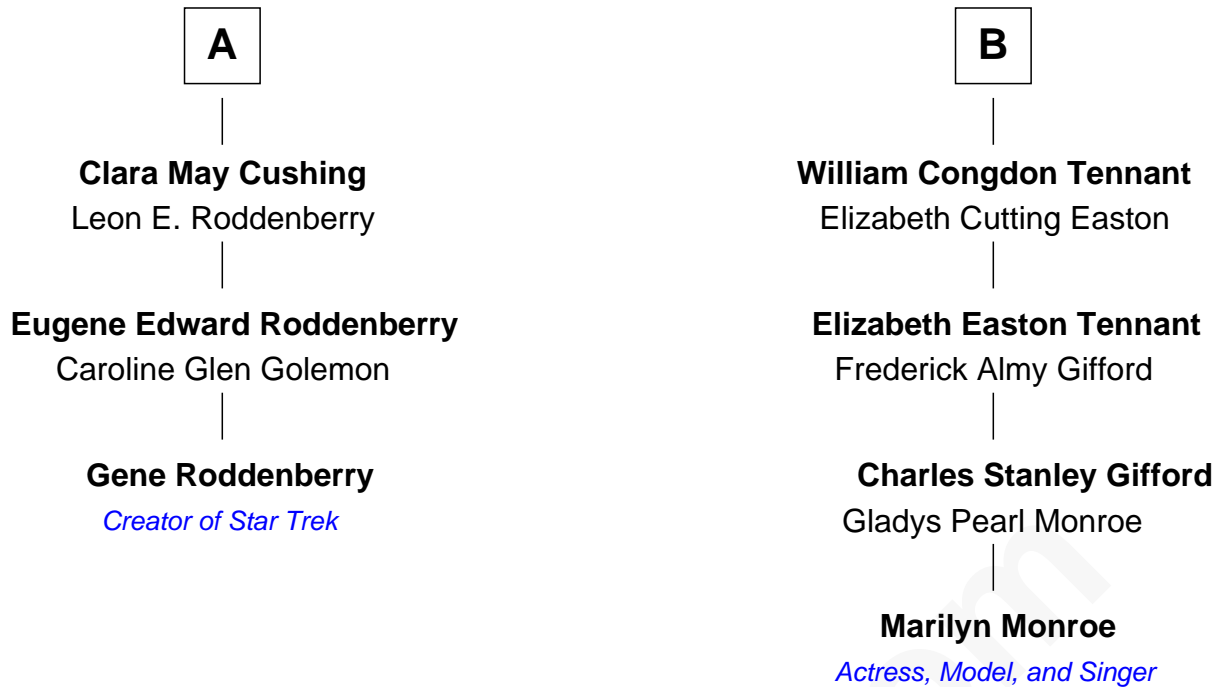 A
Clara May Cushing
Leon E. Roddenberry
Eugene Edward Roddenberry
Caroline Glen Golemon
Gene Roddenberry
Creator of Star Trek
B
William Congdon Tennant
Elizabeth Cutting Easton
Elizabeth Easton Tennant
Frederick Almy Gifford
Charles Stanley Gifford
Gladys Pearl Monroe
Marilyn Monroe
Actress, Model, and Singer